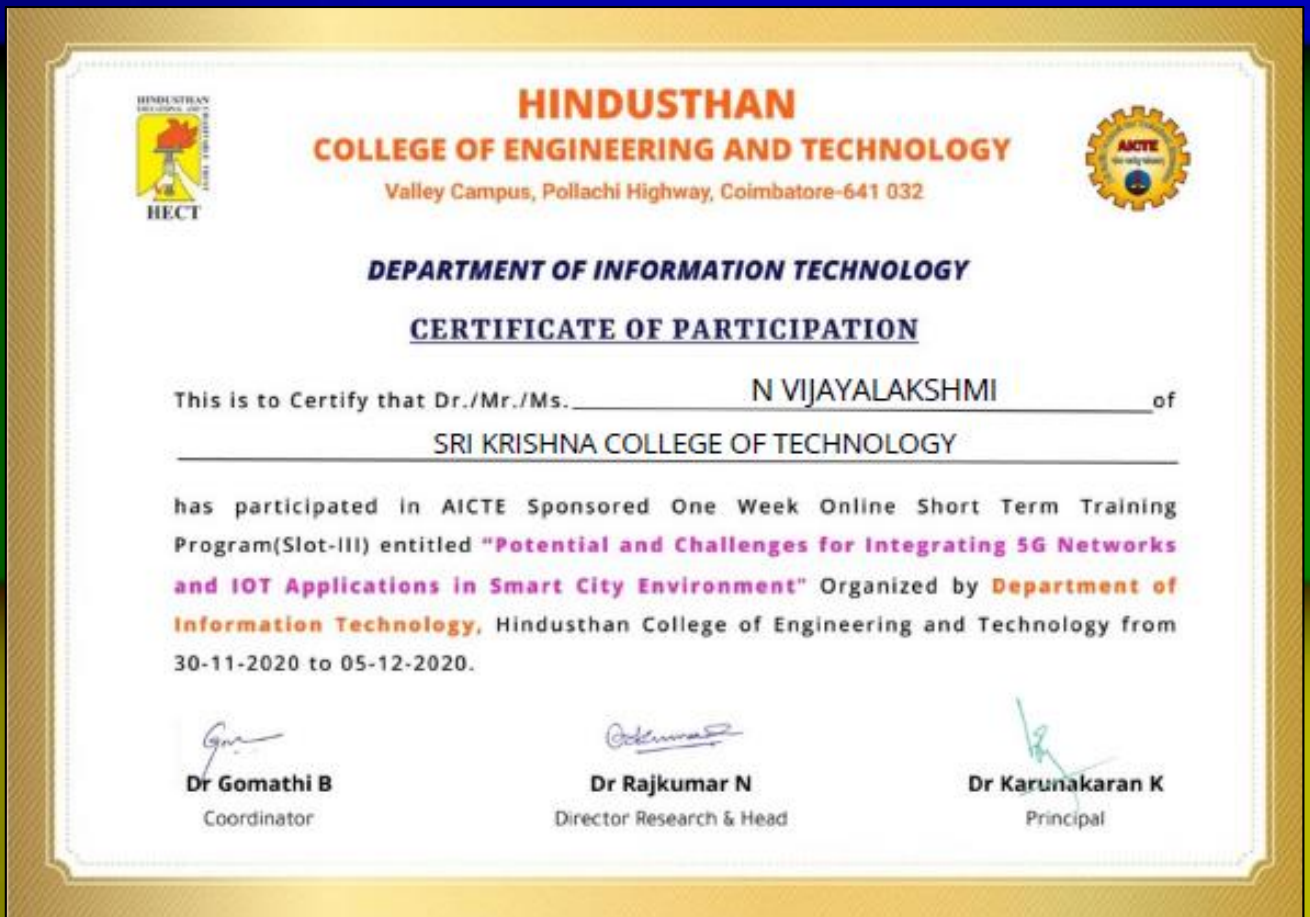 HINDUSTHAN
COLLEGE OF ENGINEERING AND TECHNOLOGY
Valley Campus, Pollachi Highway, Coimbatore-641 032
HINDUSTHAN
HECT
AICTE
DEPARTMENT OF INFORMATION TECHNOLOGY
CERTIFICATE OF PARTICIPATION
This is to Certify that Dr./Mr./Ms. N VIJAYALAKSHMI of
SRI KRISHNA COLLEGE OF TECHNOLOGY
has participated in AICTE Sponsored One Week Online Short Term Training
Program(Slot-III) entitled "Potential and Challenges for Integrating 5G Networks
and IOT Applications in Smart City Environment" Organized by Department of
Information Technology, Hindusthan College of Engineering and Technology from
30-11-2020 to 05-12-2020.
Dr Gomathi B
Coordinator
Dr Rajkumar N
Director Research & Head
Dr Karunakaran K
Principal